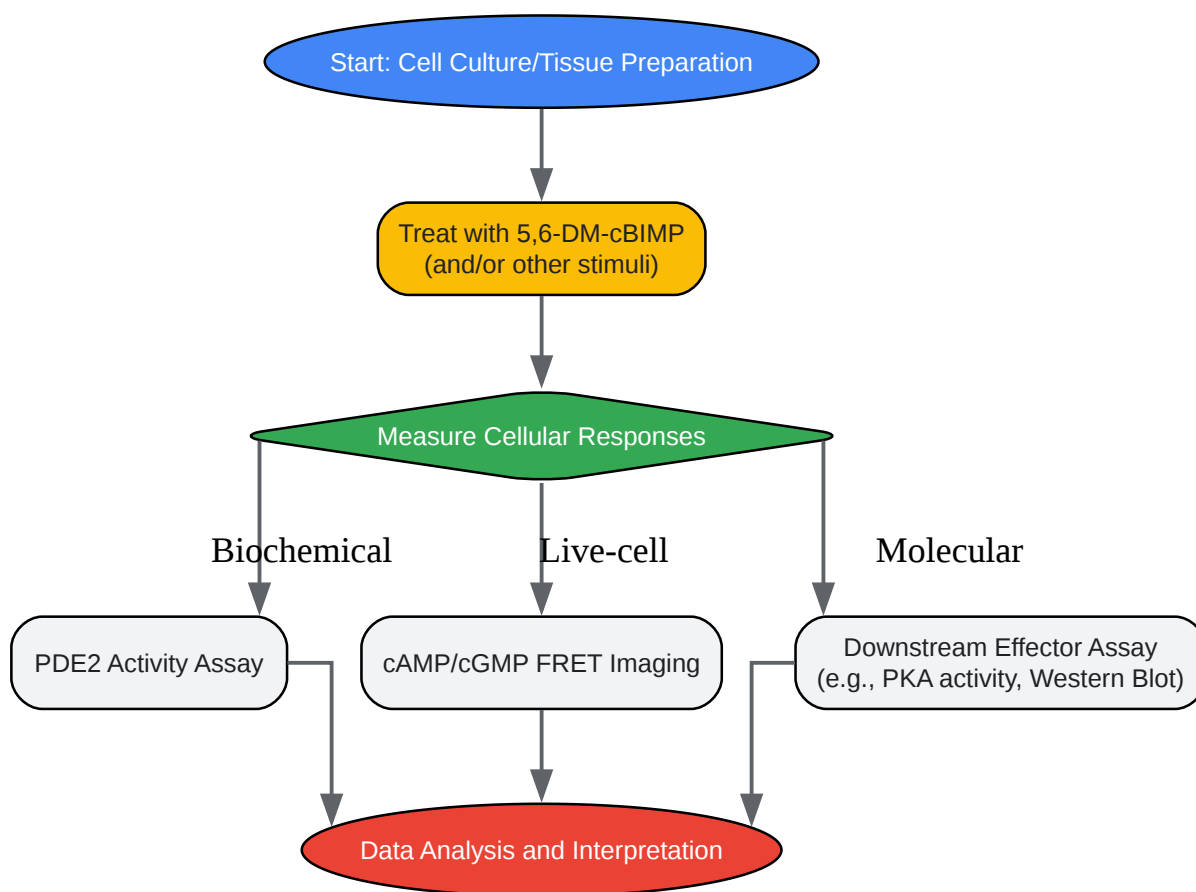 Start: Cell Culture/Tissue Preparation
Treat with 5,6-DM-cBIMP
(and/or other stimuli)
Measure Cellular Responses
Biochemical
Live-cell
Molecular
PDE2 Activity Assay
cAMP/cGMP FRET Imaging
Downstream Effector Assay
(e.g., PKA activity, Western Blot)
Data Analysis and Interpretation